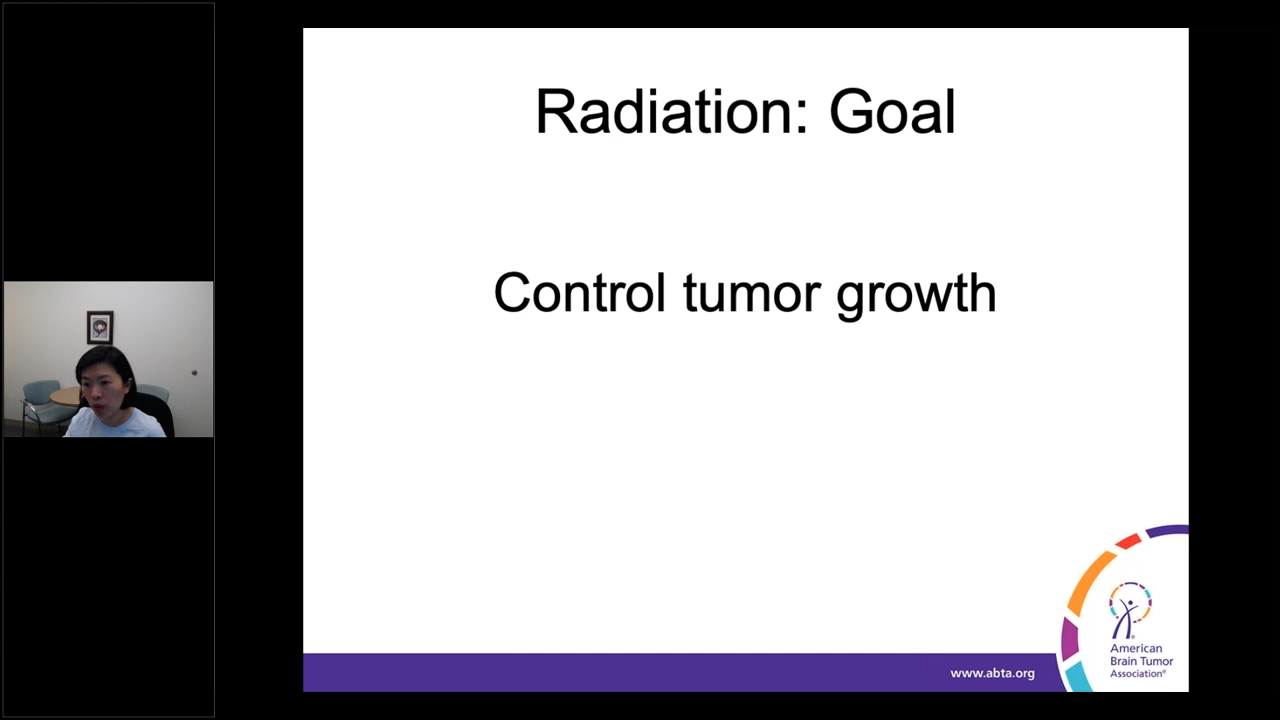 Radiation: Goal
Control tumor growth
www.abta.org
American
Brain Tumor
Association®